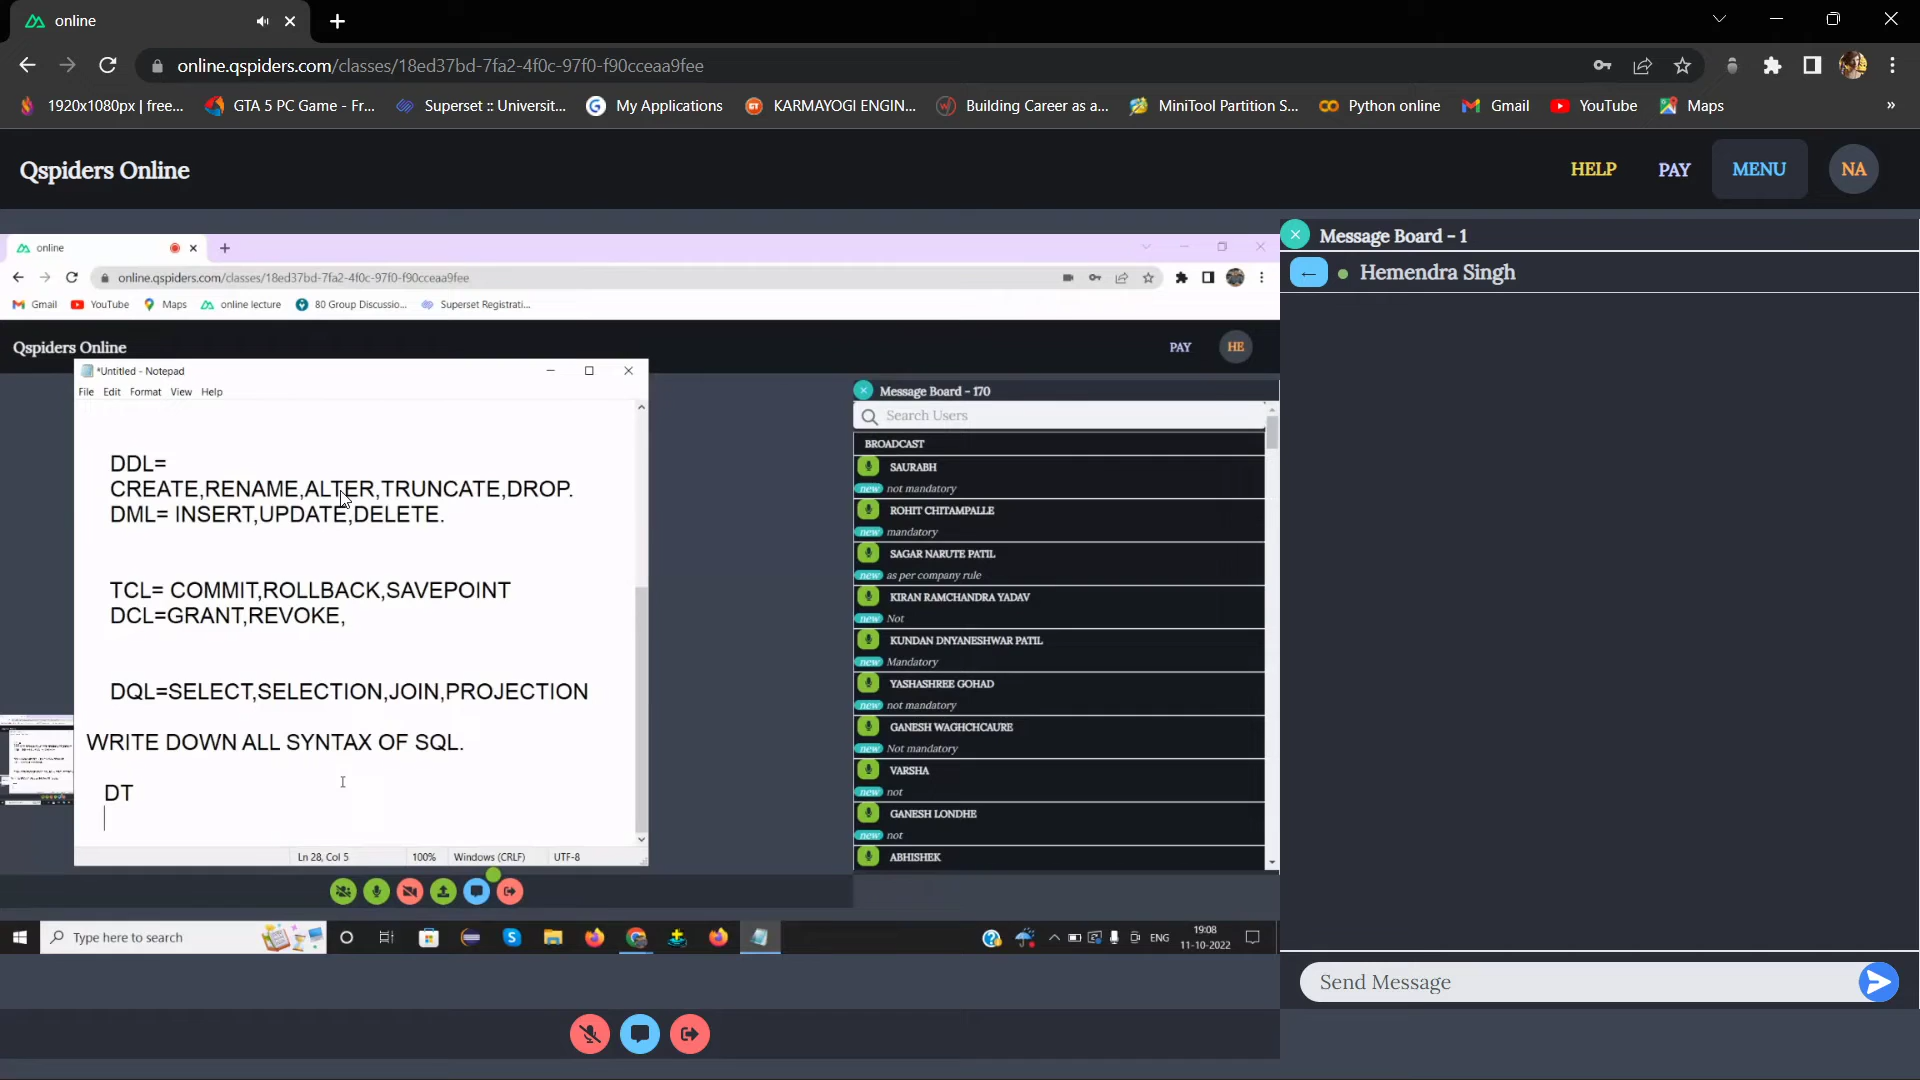 online
online.qspiders.com/classes/18ed37bd-7fa2-4f0c-97f0-f90cceaa9fee
1920x1080px | free...
GTA 5 PC Game - Fr...
Superset :: Universit...
My Applications
KARMAYOGI ENGIN...
Building Career as a...
MiniTool Partition S...
Python online
Gmail
YouTube
Maps
»
Qspiders Online
HELP
PAY
MENU
NA
online
online.qspiders.com/classes/18ed37bd-7fa2-4f0c-97f0-f90cceaa9fee
Gmail
YouTube
Maps
online lecture
80 Group Discussio...
Superset Registrati...
Qspiders Online
PAY
HE
*Untitled - Notepad
File Edit Format View Help
DDL=
CREATE,RENAME,ALTER,TRUNCATE,DROP.
DML= INSERT,UPDATE,DELETE.
TCL= COMMIT,ROLLBACK,SAVEPOINT
DCL=GRANT,REVOKE,
DQL=SELECT,SELECTION,JOIN,PROJECTION
WRITE DOWN ALL SYNTAX OF SQL.
DT
Ln 28, Col 5
100%
Windows (CRLF)
UTF-8
Message Board - 170
Search Users
BROADCAST
SAURABH
new not mandatory
ROHIT CHITAMPALLE
new mandatory
SAGAR NARUTE PATIL
new as per company rule
KIRAN RAMCHANDRA YADAV
new Not
KUNDAN DNYANESHWAR PATIL
new Mandatory
YASHASHREE GOHAD
new not mandatory
GANESH WAGHCHCAURE
new Not mandatory
VARSHA
new not
GANESH LONDHE
new not
ABHISHEK
Type here to search
ENG
19:08
11-10-2022
Message Board - 1
Hemendra Singh
Send Message